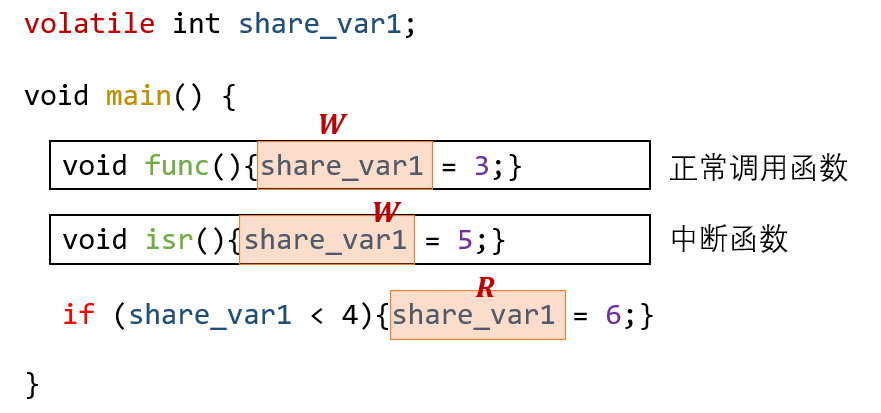 volatile int share_var1;
void main() {
W
void func(){share_var1 = 3;} 正常调用函数
W
void isr(){share_var1 = 5;} 中断函数
R
if (share_var1 < 4){share_var1 = 6;}
}